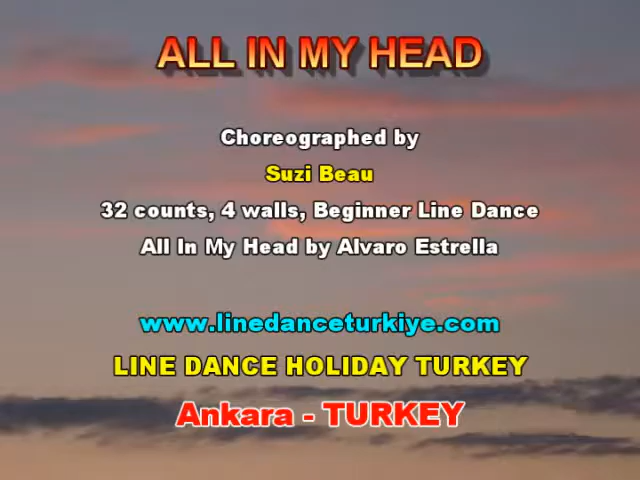 ALL IN MY HEAD
Choreographed by
Suzi Beau
32 counts, 4 walls, Beginner Line Dance
All In My Head by Alvaro Estrella
www.linedanceturkiye.com
LINE DANCE HOLIDAY TURKEY
Ankara - TURKEY